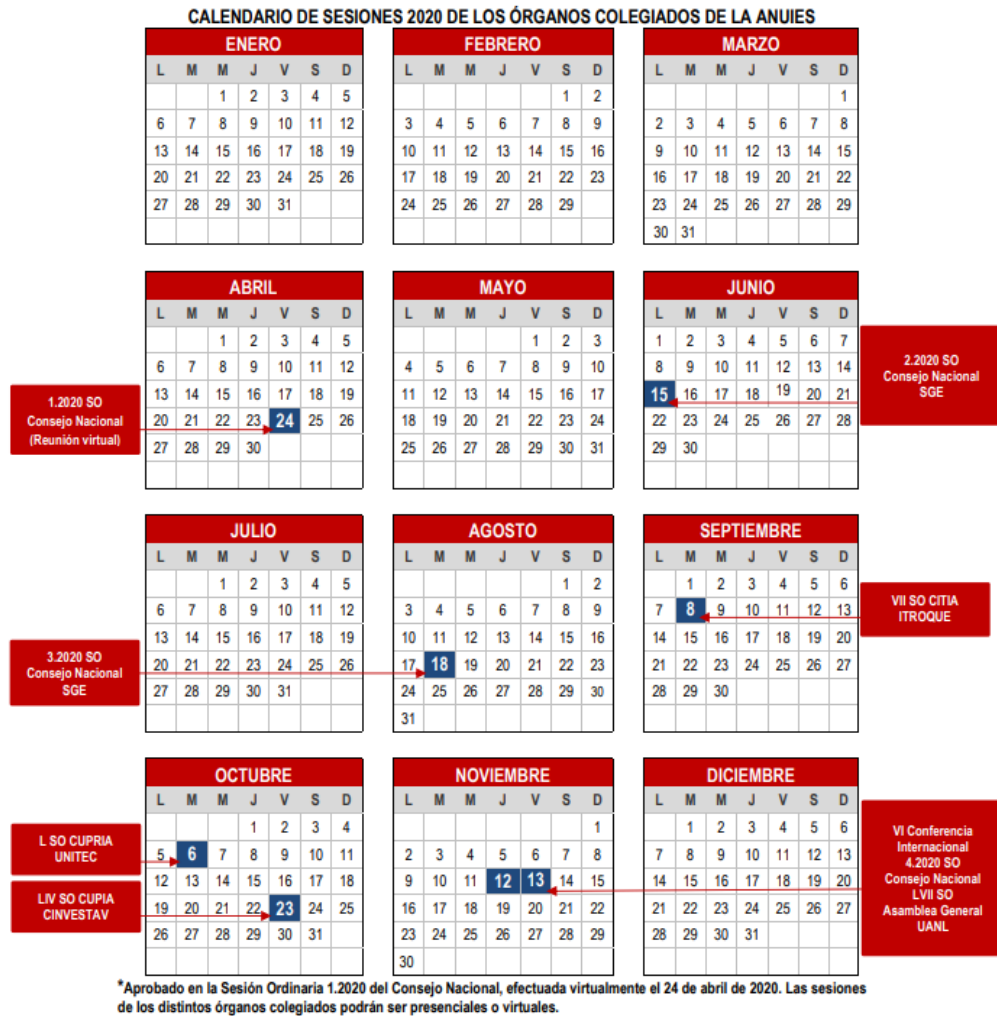 CALENDARIO DE SESIONES 2020 DE LOS ÓRGANOS COLEGIADOS DE LA ANUIES
ENERO
L M M J V S D
1 2 3 4 5
6 7 8 9 10 11 12
13 14 15 16 17 18 19
20 21 22 23 24 25 26
27 28 29 30 31
FEBRERO
L M M J V S D
1 2
3 4 5 6 7 8 9
10 11 12 13 14 15 16
17 18 19 20 21 22 23
24 25 26 27 28 29
MARZO
L M M J V S D
1
2 3 4 5 6 7 8
9 10 11 12 13 14 15
16 17 18 19 20 21 22
23 24 25 26 27 28 29
30 31
1.2020 SO
Consejo Nacional
(Reunión virtual)
ABRIL
L M M J V S D
1 2 3 4 5
6 7 8 9 10 11 12
13 14 15 16 17 18 19
20 21 22 23 24 25 26
27 28 29 30
MAYO
L M M J V S D
1 2 3
4 5 6 7 8 9 10
11 12 13 14 15 16 17
18 19 20 21 22 23 24
25 26 27 28 29 30 31
JUNIO
L M M J V S D
1 2 3 4 5 6 7
8 9 10 11 12 13 14
15 16 17 18 19 20 21
22 23 24 25 26 27 28
29 30
2.2020 SO
Consejo Nacional
SGE
3.2020 SO
Consejo Nacional
SGE
JULIO
L M M J V S D
1 2 3 4 5
6 7 8 9 10 11 12
13 14 15 16 17 18 19
20 21 22 23 24 25 26
27 28 29 30 31
AGOSTO
L M M J V S D
1 2
3 4 5 6 7 8 9
10 11 12 13 14 15 16
17 18 19 20 21 22 23
24 25 26 27 28 29 30
31
SEPTIEMBRE
L M M J V S D
1 2 3 4 5 6
7 8 9 10 11 12 13
14 15 16 17 18 19 20
21 22 23 24 25 26 27
28 29 30
VII SO CITIA
ITROQUE
L SO CUPRIA
UNITEC
LIV SO CUPIA
CINVESTAV
OCTUBRE
L M M J V S D
1 2 3 4
5 6 7 8 9 10 11
12 13 14 15 16 17 18
19 20 21 22 23 24 25
26 27 28 29 30 31
NOVIEMBRE
L M M J V S D
1
2 3 4 5 6 7 8
9 10 11 12 13 14 15
16 17 18 19 20 21 22
23 24 25 26 27 28 29
30
DICIEMBRE
L M M J V S D
1 2 3 4 5 6
7 8 9 10 11 12 13
14 15 16 17 18 19 20
21 22 23 24 25 26 27
28 29 30 31
VI Conferencia
Internacional
4.2020 SO
Consejo Nacional
LVII SO
Asamblea General
UANL
*Aprobado en la Sesión Ordinaria 1.2020 del Consejo Nacional, efectuada virtualmente el 24 de abril de 2020. Las sesiones
de los distintos órganos colegiados podrán ser presenciales o virtuales.